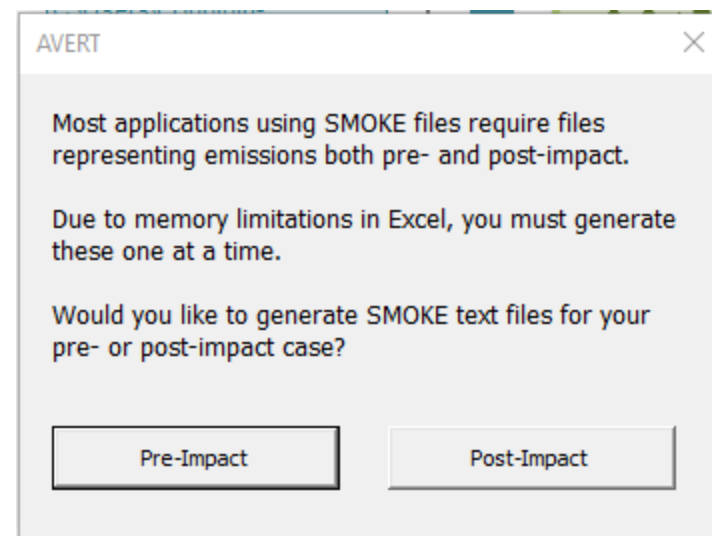 AVERT
Most applications using SMOKE files require files
representing emissions both pre- and post-impact.
Due to memory limitations in Excel, you must generate
these one at a time.
Would you like to generate SMOKE text files for your
pre- or post-impact case?
Pre-Impact
Post-Impact